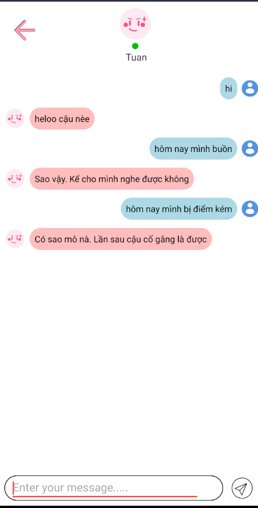 Tuan
hi
heloo cậu nèe
hôm nay mình buồn
Sao vậy. Kể cho mình nghe được không
hôm nay mình bị điểm kém
Có sao mô nà. Lần sau cậu cố gắng là được
Enter your message.....